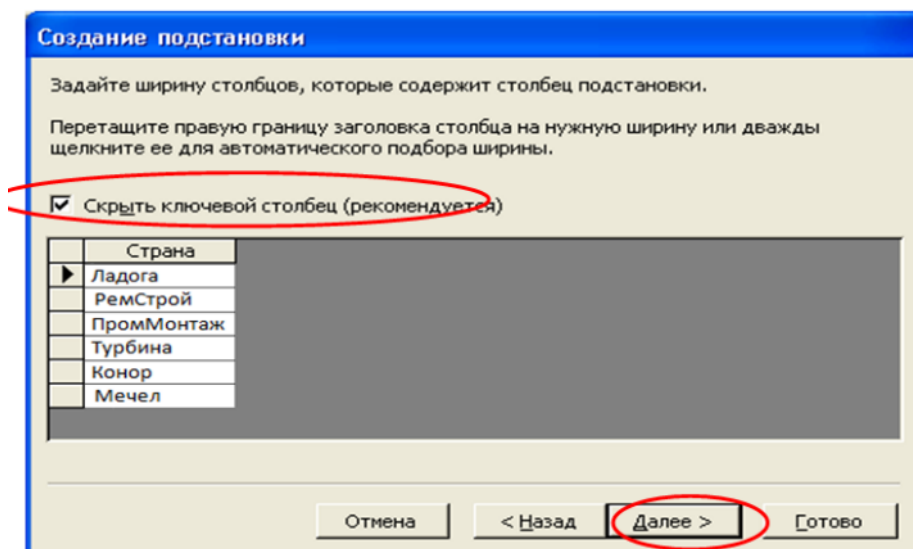 Создание подстановки
Задайте ширину столбцов, которые содержит столбец подстановки.
Перетащите правую границу заголовка столбца на нужную ширину или дважды
щелкните ее для автоматического подбора ширины.
Скрыть ключевой столбец (рекомендуется)
Страна
Ладога
РемСтрой
ПромМонтаж
Турбина
Конор
Мечел
Отмена < Назад Далее > Готово